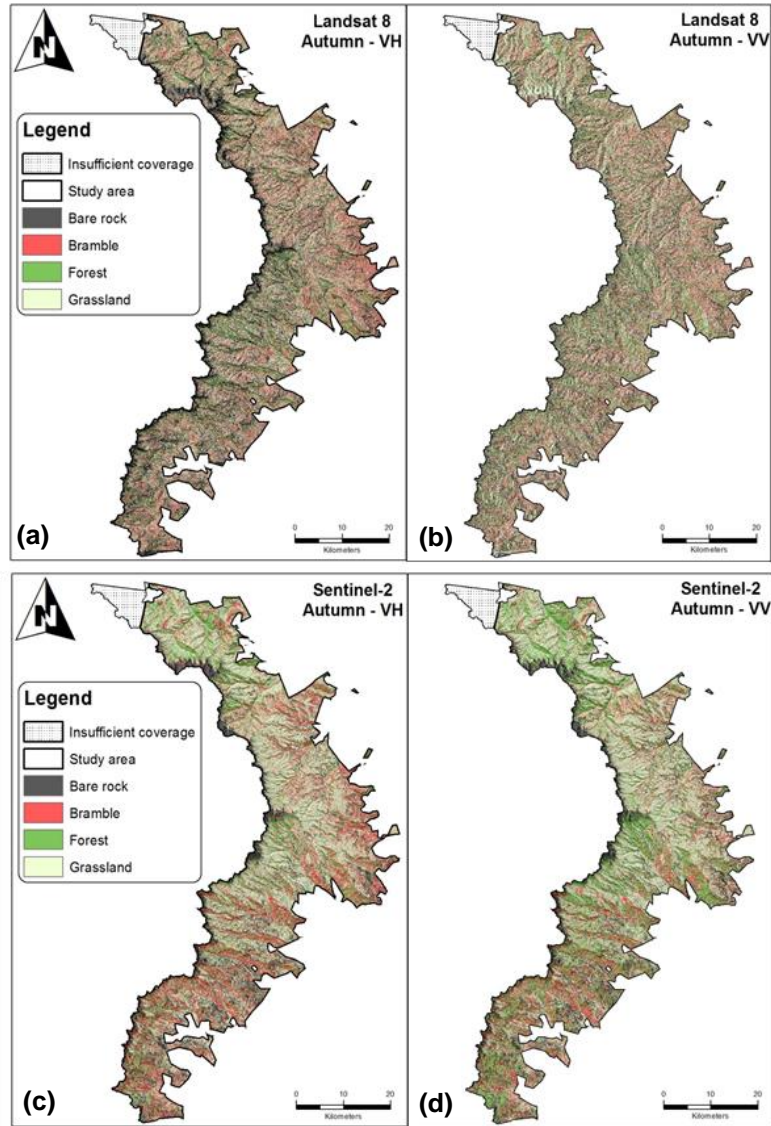 Landsat 8
Autumn - VH
N
Legend
Insufficient coverage
Study area
Bare rock
Bramble
Forest
Grassland
(a)
0 10 20
Kilometers
Landsat 8
Autumn - VV
(b)
0 10 20
Kilometers
Sentinel-2
Autumn - VH
N
Legend
Insufficient coverage
Study area
Bare rock
Bramble
Forest
Grassland
(c)
0 10 20
Kilometers
Sentinel-2
Autumn - VV
(d)
0 10 20
Kilometers